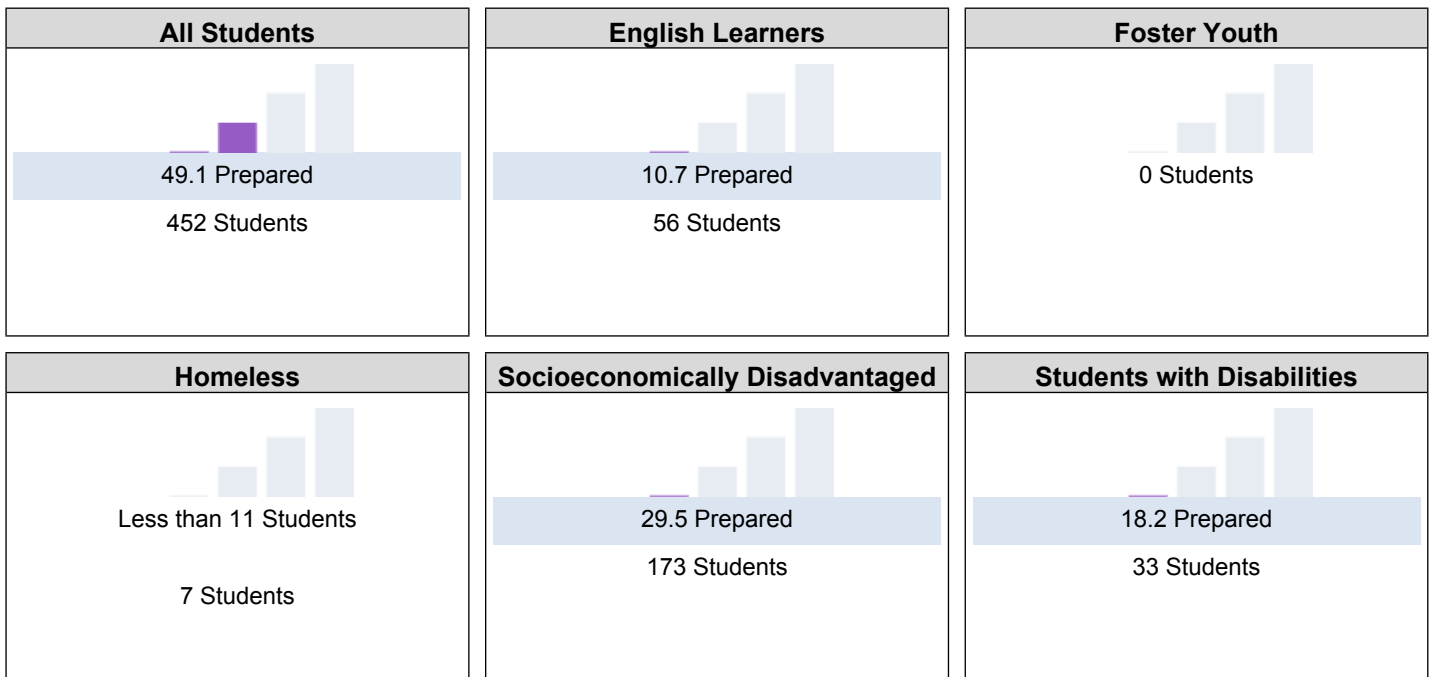 All Students
49.1 Prepared
452 Students
English Learners
10.7 Prepared
56 Students
Foster Youth
0 Students
Homeless
Less than 11 Students
7 Students
Socioeconomically Disadvantaged
29.5 Prepared
173 Students
Students with Disabilities
18.2 Prepared
33 Students